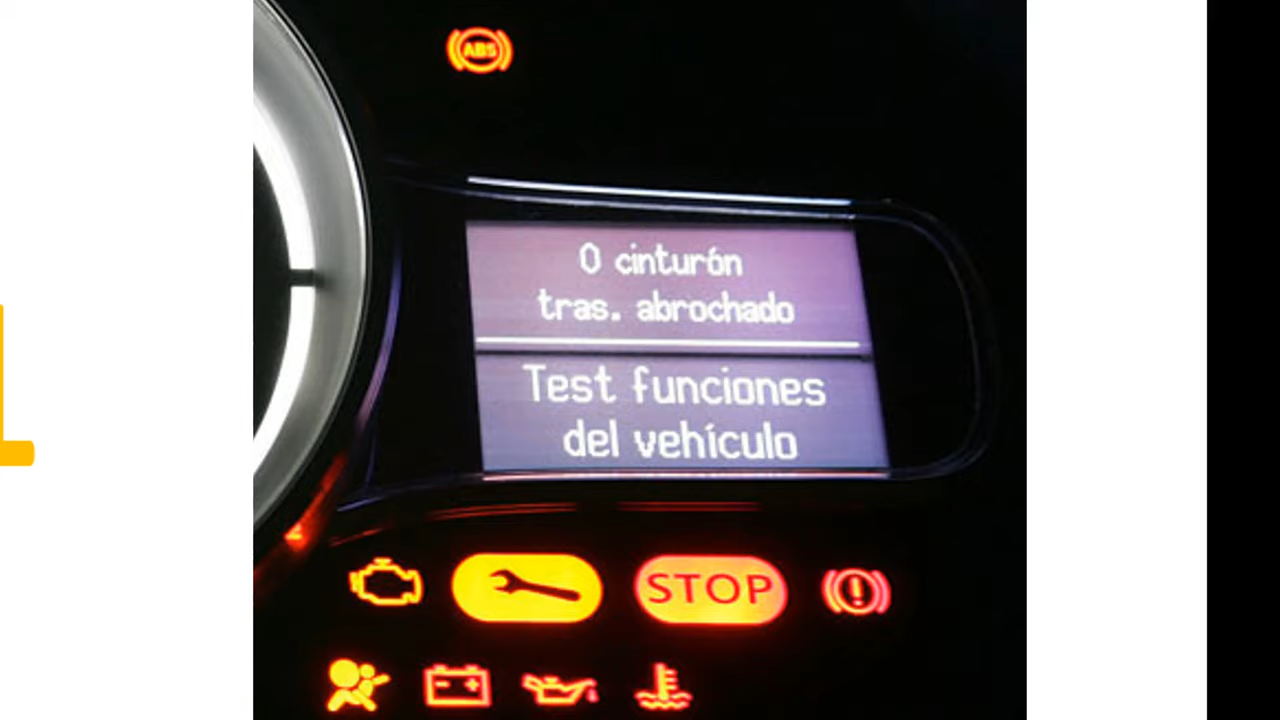 ABS
0 cinturón
tras. abrochado
Test funciones
del vehículo
STOP